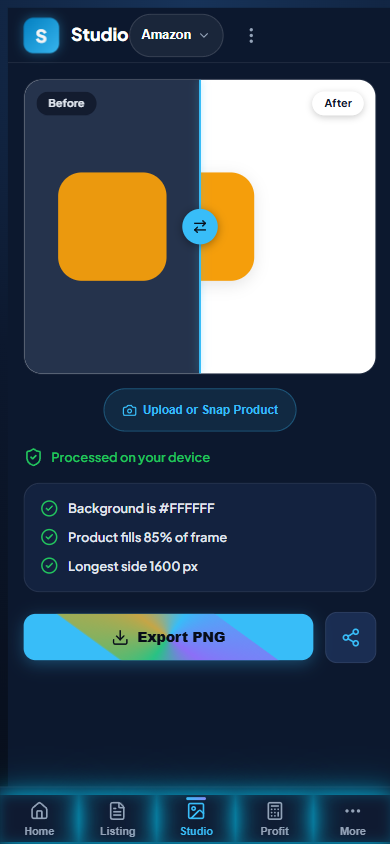 S
Studio
Amazon
Before
After
Upload or Snap Product
Processed on your device
Background is #FFFFFF
Product fills 85% of frame
Longest side 1600 px
Export PNG
Home
Listing
Studio
Profit
More